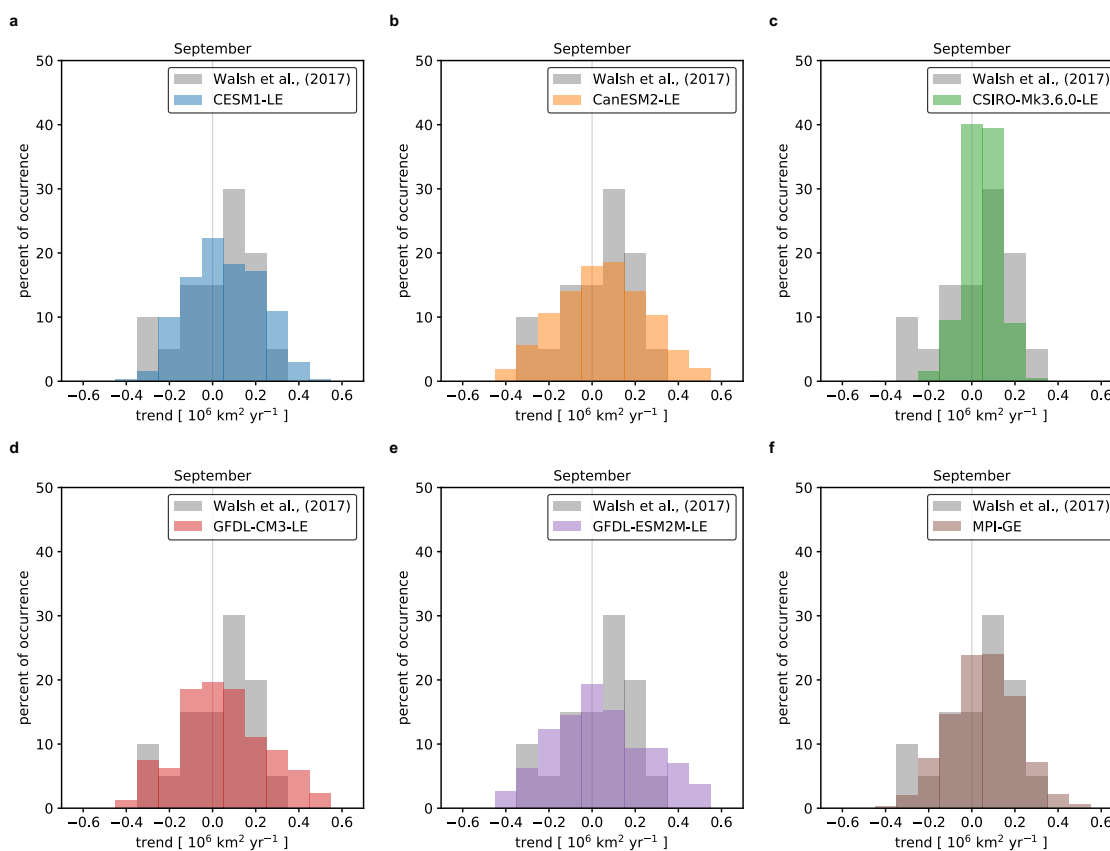 a
September
50
40
30
20
10
0
percent of occurrence
Walsh et al., (2017)
CESM1-LE
−0.6 −0.4 −0.2 0.0 0.2 0.4 0.6
trend [ 10⁶ km² yr⁻¹ ]
b
September
50
40
30
20
10
0
percent of occurrence
Walsh et al., (2017)
CanESM2-LE
−0.6 −0.4 −0.2 0.0 0.2 0.4 0.6
trend [ 10⁶ km² yr⁻¹ ]
c
September
50
40
30
20
10
0
percent of occurrence
Walsh et al., (2017)
CSIRO-Mk3.6.0-LE
−0.6 −0.4 −0.2 0.0 0.2 0.4 0.6
trend [ 10⁶ km² yr⁻¹ ]
d
September
50
40
30
20
10
0
percent of occurrence
Walsh et al., (2017)
GFDL-CM3-LE
−0.6 −0.4 −0.2 0.0 0.2 0.4 0.6
trend [ 10⁶ km² yr⁻¹ ]
e
September
50
40
30
20
10
0
percent of occurrence
Walsh et al., (2017)
GFDL-ESM2M-LE
−0.6 −0.4 −0.2 0.0 0.2 0.4 0.6
trend [ 10⁶ km² yr⁻¹ ]
f
September
50
40
30
20
10
0
percent of occurrence
Walsh et al., (2017)
MPI-GE
−0.6 −0.4 −0.2 0.0 0.2 0.4 0.6
trend [ 10⁶ km² yr⁻¹ ]